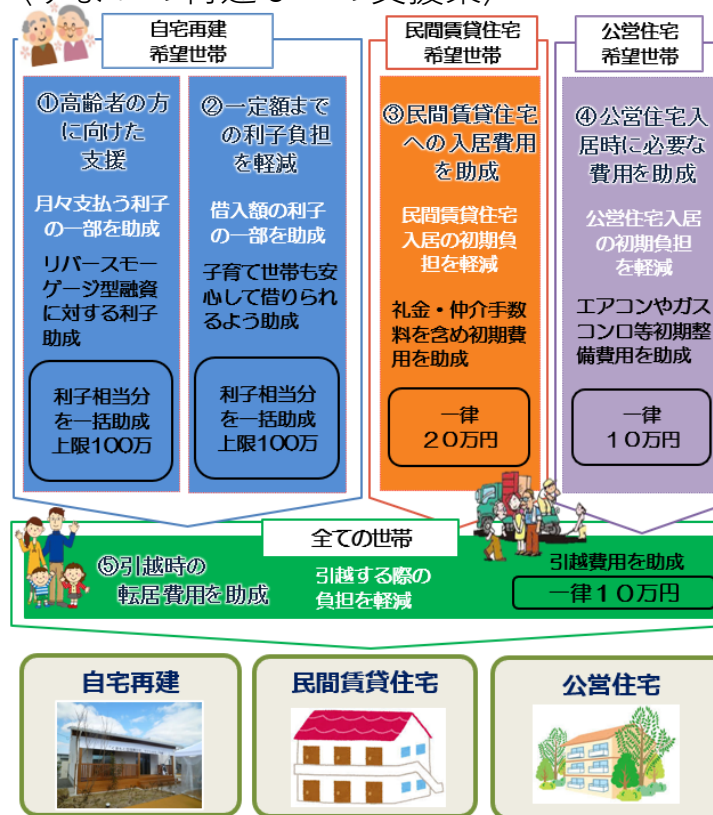 自宅再建
希望世帯
民間賃貸住宅
希望世帯
公営住宅
希望世帯
①高齢者の方
に向けた
支援
月々支払う利子
の一部を助成
リバースモー
ゲージ型融資
に対する利子
助成
利子相当分
を一括助成
上限100万
②一定額まで
の利子負担
を軽減
借入額の利子
の一部を助成
子育て世帯も安
心して借りられ
るよう助成
利子相当分
を一括助成
上限100万
③民間賃貸住宅
への入居費用
を助成
民間賃貸住宅
入居の初期負
担を軽減
礼金・仲介手数
料を含め初期費
用を助成
一律
20万円
④公営住宅入
居時に必要な
費用を助成
公営住宅入居
の初期負担
を軽減
エアコンやガス
コンロ等初期整
備費用を助成
一律
10万円
全ての世帯
⑤引越時の
転居費用を助成
引越する際の
負担を軽減
引越費用を助成
一律10万円
自宅再建
民間賃貸住宅
公営住宅